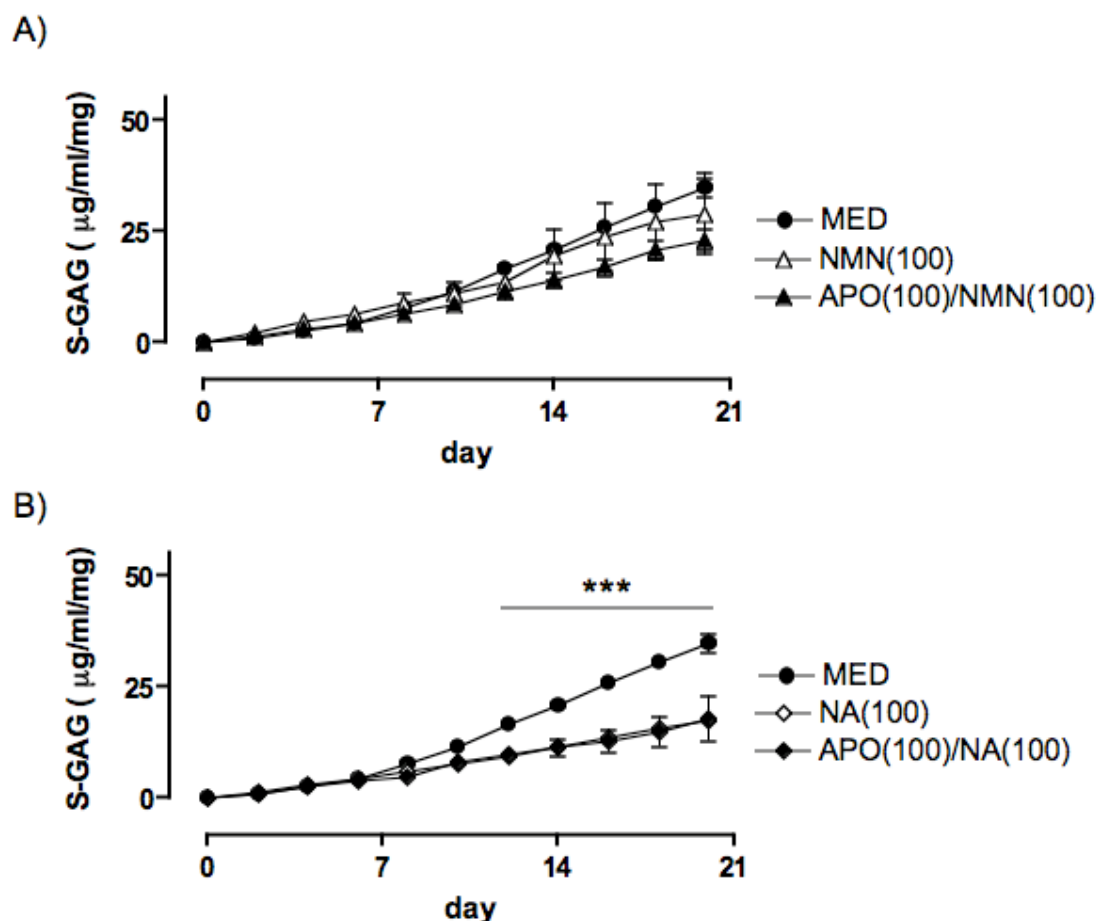 A)
S-GAG ( μg/ml/mg)
50
25
0
MED
NMN(100)
APO(100)/NMN(100)
0 7 14 21
day
B)
S-GAG ( μg/ml/mg)
50
25
0
***
MED
NA(100)
APO(100)/NA(100)
0 7 14 21
day